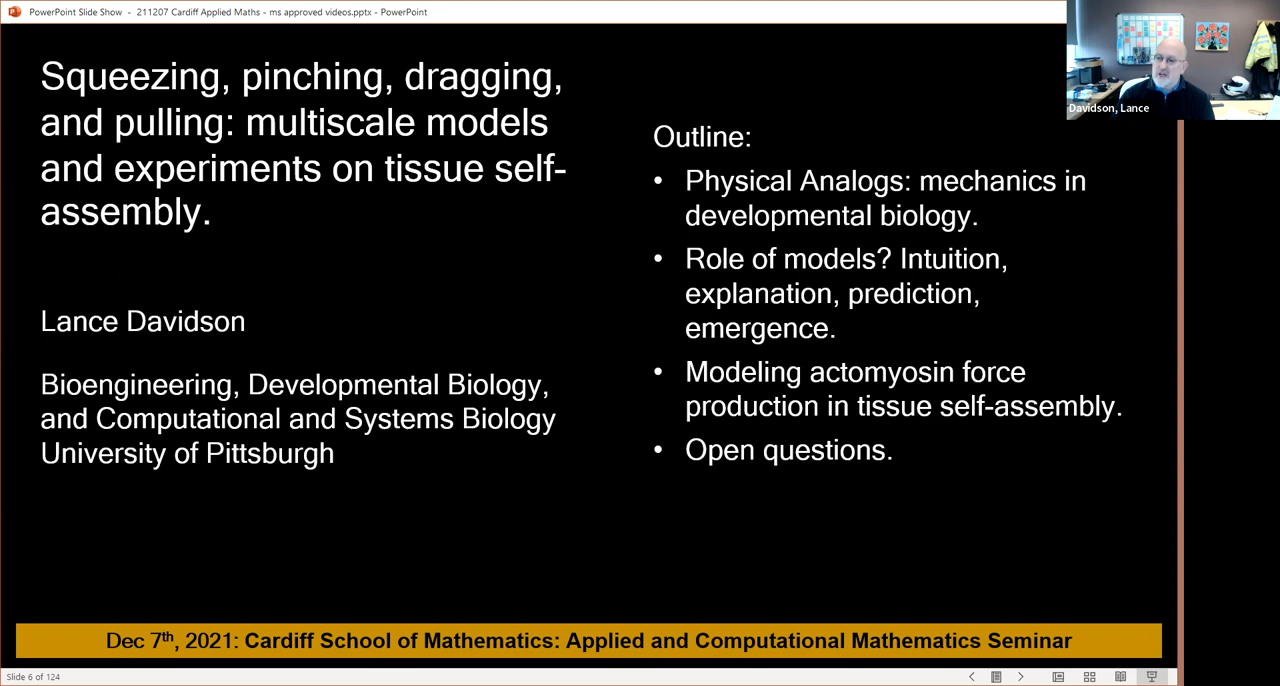 PowerPoint Slide Show - 211207 Cardiff Applied Maths - ms approved videos.pptx - PowerPoint
Squeezing, pinching, dragging,
and pulling: multiscale models
and experiments on tissue self-
assembly.
Lance Davidson
Bioengineering, Developmental Biology,
and Computational and Systems Biology
University of Pittsburgh
Outline:
• Physical Analogs: mechanics in
developmental biology.
• Role of models? Intuition,
explanation, prediction,
emergence.
• Modeling actomyosin force
production in tissue self-assembly.
• Open questions.
Davidson, Lance
Dec 7th, 2021: Cardiff School of Mathematics: Applied and Computational Mathematics Seminar
Slide 6 of 124